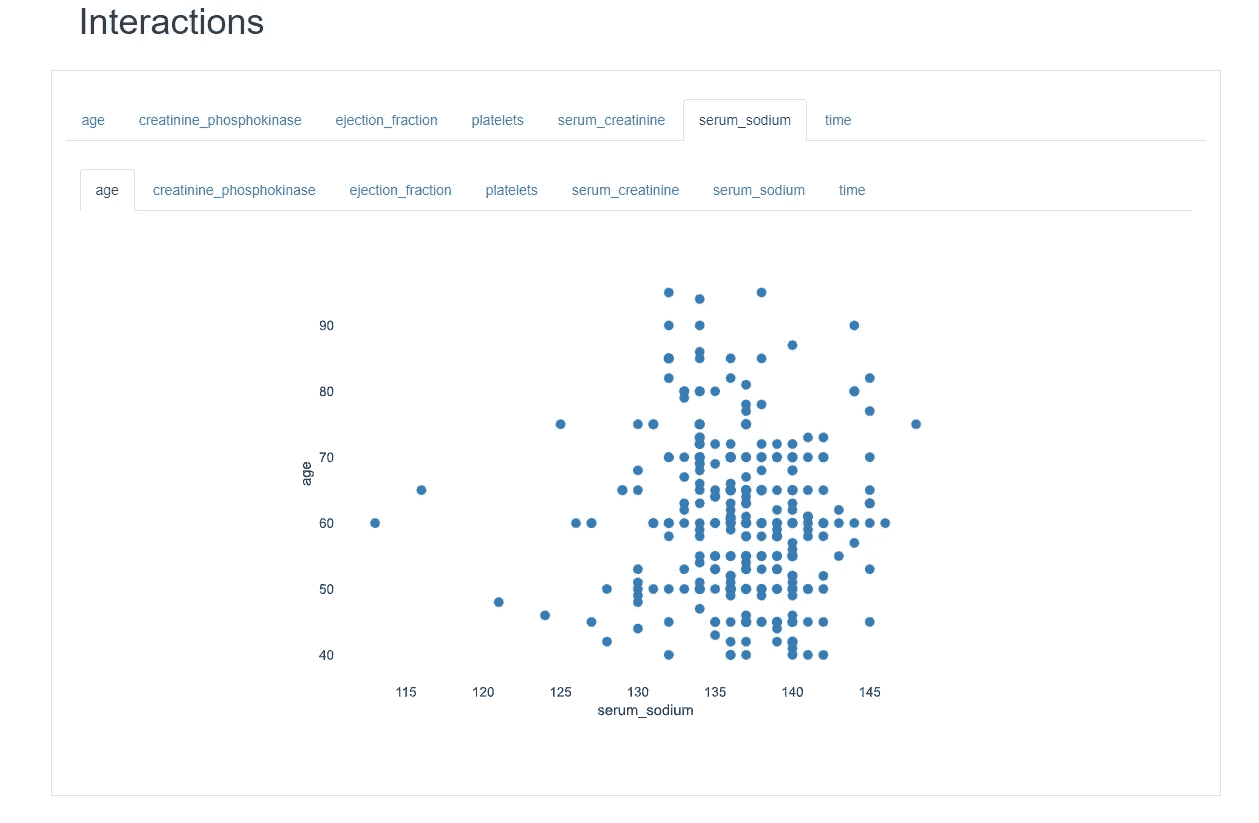 Interactions
age creatinine_phosphokinase ejection_fraction platelets serum_creatinine serum_sodium time
age creatinine_phosphokinase ejection_fraction platelets serum_creatinine serum_sodium time
90
80
70
age
60
50
40
115 120 125 130 135 140 145
serum_sodium